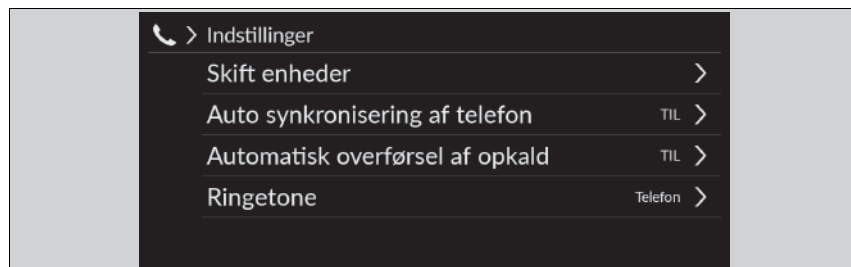 Indstillinger
Skift enheder
Auto synkronisering af telefon TIL
Automatisk overførsel af opkald TIL
Ringetone Telefon